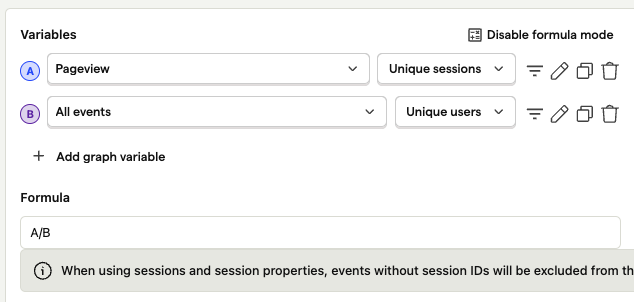 Variables
Disable formula mode
A Pageview Unique sessions
B All events Unique users
+ Add graph variable
Formula
A/B
When using sessions and session properties, events without session IDs will be excluded from th